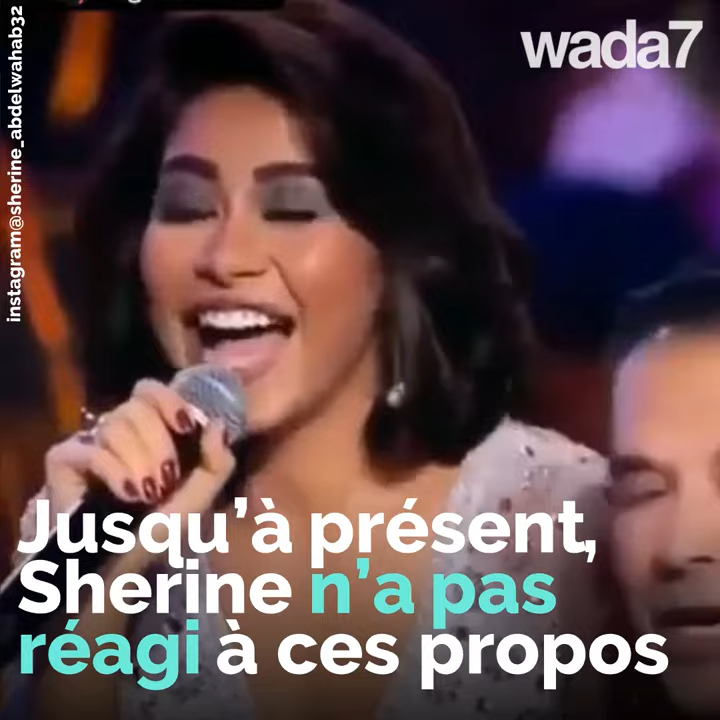 wada7
instagram@sherine_abdelwahab32
Jusqu'à présent,
Sherine n'a pas
réagi à ces propos